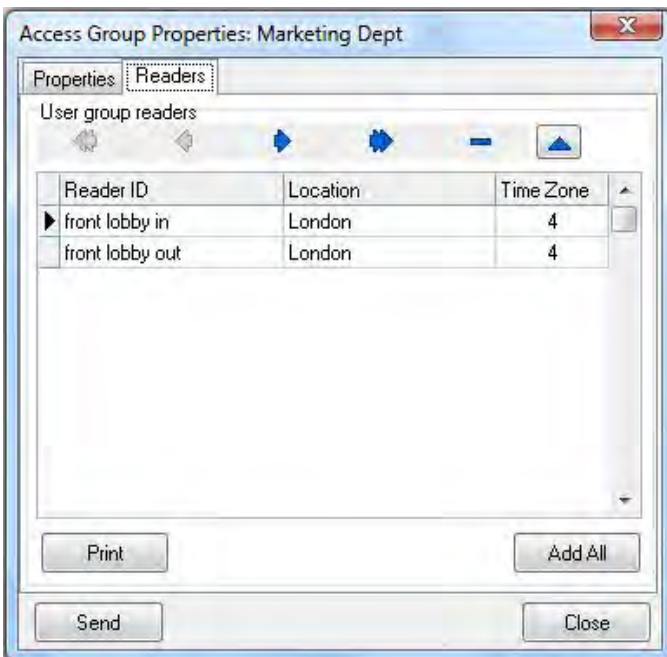 Access Group Properties: Marketing Dept
Properties Readers
User group readers
Reader ID Location Time Zone
front lobby in London 4
front lobby out London 4
Print Add All
Send Close